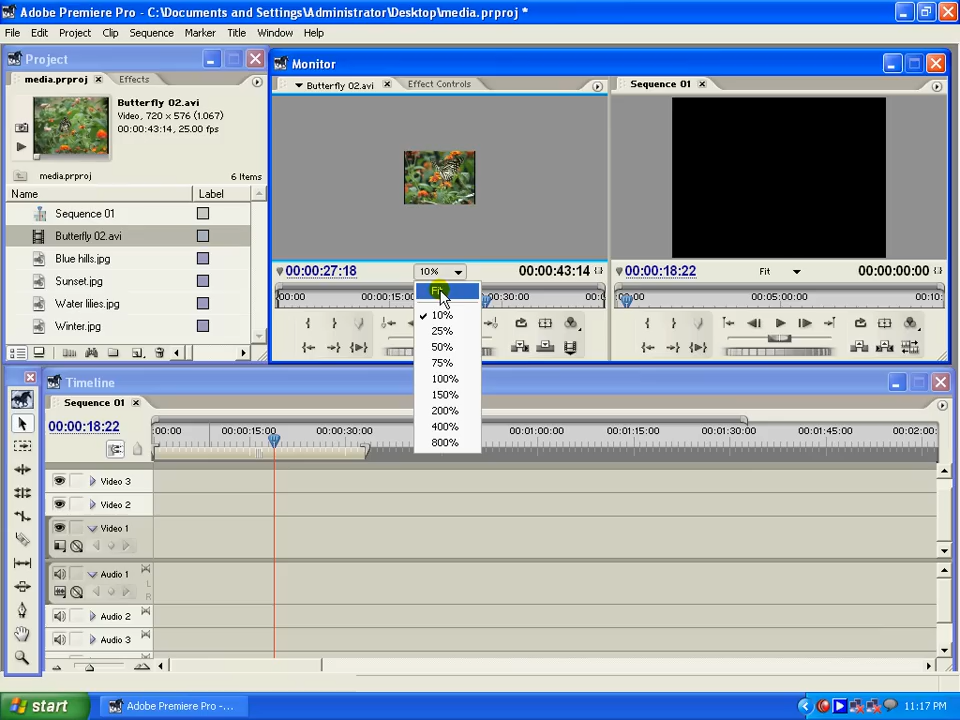 Adobe Premiere Pro - C:\Documents and Settings\Administrator\Desktop\media.prproj *
File Edit Project Clip Sequence Marker Title Window Help
Project
media.prproj Effects
Butterfly 02.avi
Video, 720 x 576 (1.067)
00:00:43:14, 25.00 fps
media.prproj 6 Items
Name Label
Sequence 01
Butterfly 02.avi
Blue hills.jpg
Sunset.jpg
Water lilies.jpg
Winter.jpg
Monitor
Butterfly 02.avi Effect Controls
00:00:27:18 10% 00:00:43:14
00:00 00:00:15:00 00:00:30:00 00:0
Fit
10%
25%
50%
75%
100%
150%
200%
400%
800%
Sequence 01
00:00:18:22 Fit 00:00:00:00
00:00 00:05:00:00 00:10:
Timeline
Sequence 01
00:00:18:22
:00:00 00:00:15:00 00:00:30:00 00:01:00:00 00:01:15:00 00:01:30:00 00:01:45:00 00:02:00:
Video 3
Video 2
Video 1
Audio 1
L
R
Audio 2
Audio 3
start Adobe Premiere Pro -... 11:17 PM